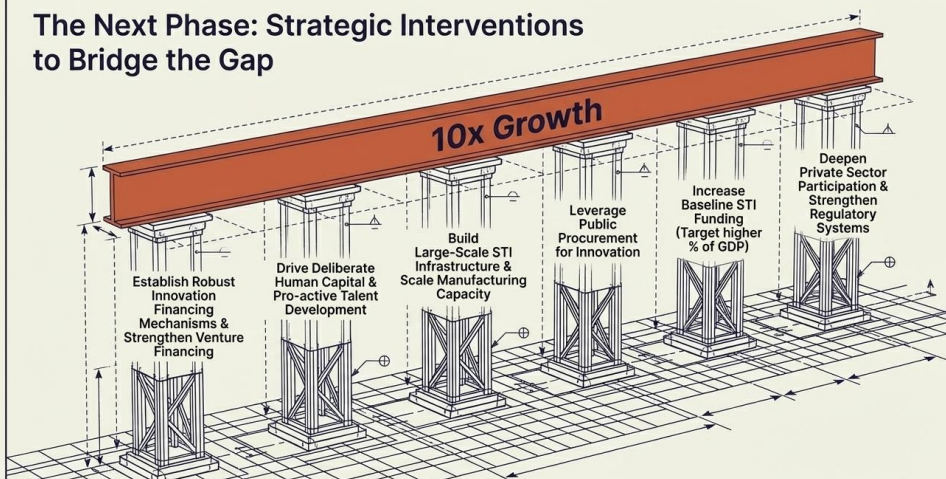 The Next Phase: Strategic Interventions
to Bridge the Gap
10x Growth
Establish Robust
Innovation
Financing
Mechanisms &
Strengthen Venture
Financing
Drive Deliberate
Human Capital &
Pro-active Talent
Development
Build
Large-Scale STI
Infrastructure &
Scale Manufacturing
Capacity
Leverage
Public
Procurement
for Innovation
Increase
Baseline STI
Funding
(Target higher
% of GDP)
Deepen
Private Sector
Participation &
Strengthen
Regulatory
Systems